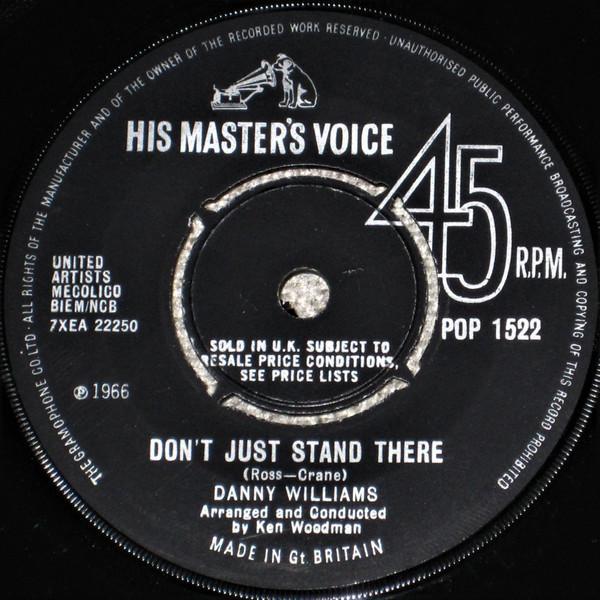 THE GRAMOPHONE CO. LTD. · ALL RIGHTS OF THE MANUFACTURER AND OF THE OWNER OF THE RECORDED WORK RESERVED · UNAUTHORISED PUBLIC PERFORMANCE BROADCASTING AND COPYING OF THIS RECORD PROHIBITED
HIS MASTER'S VOICE
45
R.P.M.
UNITED
ARTISTS
MECOLICO
BIEM/NCB
7XEA 22250
POP 1522
SOLD IN U.K. SUBJECT TO
RESALE PRICE CONDITIONS,
SEE PRICE LISTS
℗ 1966
DON'T JUST STAND THERE
(Ross—Crane)
DANNY WILLIAMS
Arranged and Conducted
by Ken Woodman
MADE IN Gt. BRITAIN